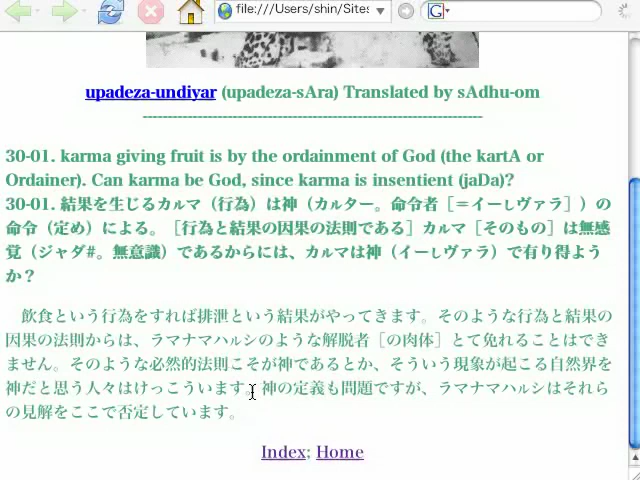 file:///Users/shin/Site:
upadeza-undiyar (upadeza-sAra) Translated by sAdhu-om
------------------------------------------------------------
30-01. karma giving fruit is by the ordainment of God (the kartA or
Ordainer). Can karma be God, since karma is insentient (jaDa)?
30-01. 結果を生じるカルマ（行為）は神（カルター。命令者［＝イーしヴァラ］）の
命令（定め）による。［行為と結果の因果の法則である］カルマ［そのもの］は無感
覚（ジャダ#。無意識）であるからには、カルマは神（イーしヴァラ）で有り得よう
か？
飲食という行為をすれば排泄という結果がやってきます。そのような行為と結果の
因果の法則からは、ラマナマハルシのような解脱者［の肉体］とて免れることはでき
ません。そのような必然的法則こそが神であるとか、そういう現象が起こる自然界を
神だと思う人々はけっこういます。神の定義も問題ですが、ラマナマハルシはそれら
の見解をここで否定しています。
Index; Home